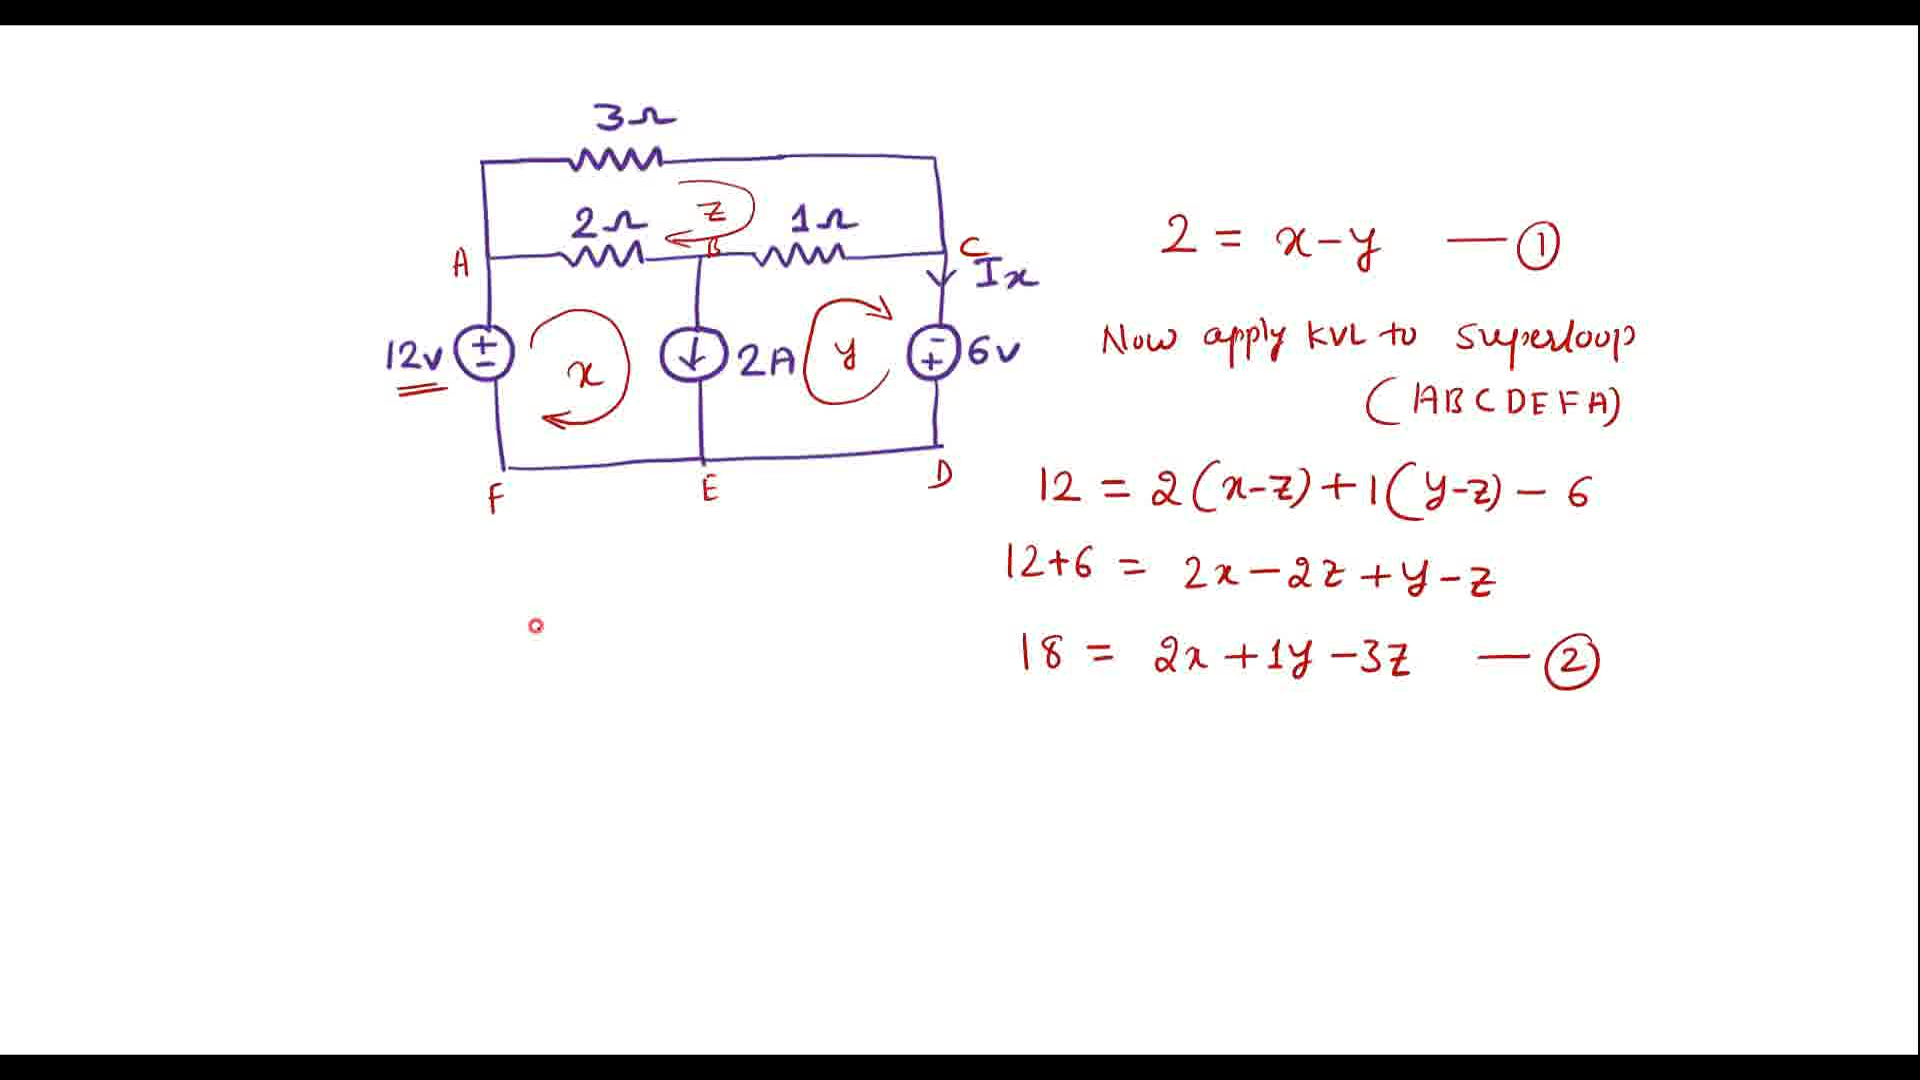 3Ω
2Ω
z
1Ω
A
B
C
Ix
12v
+
−
x
2A
y
−
+
6v
F
E
D
2 = x-y — ①
Now apply KVL to superloop
(ABCDEFA)
12 = 2(x-z)+1(y-z) - 6
12+6 = 2x-2z+y-z
18 = 2x+1y-3z — ②